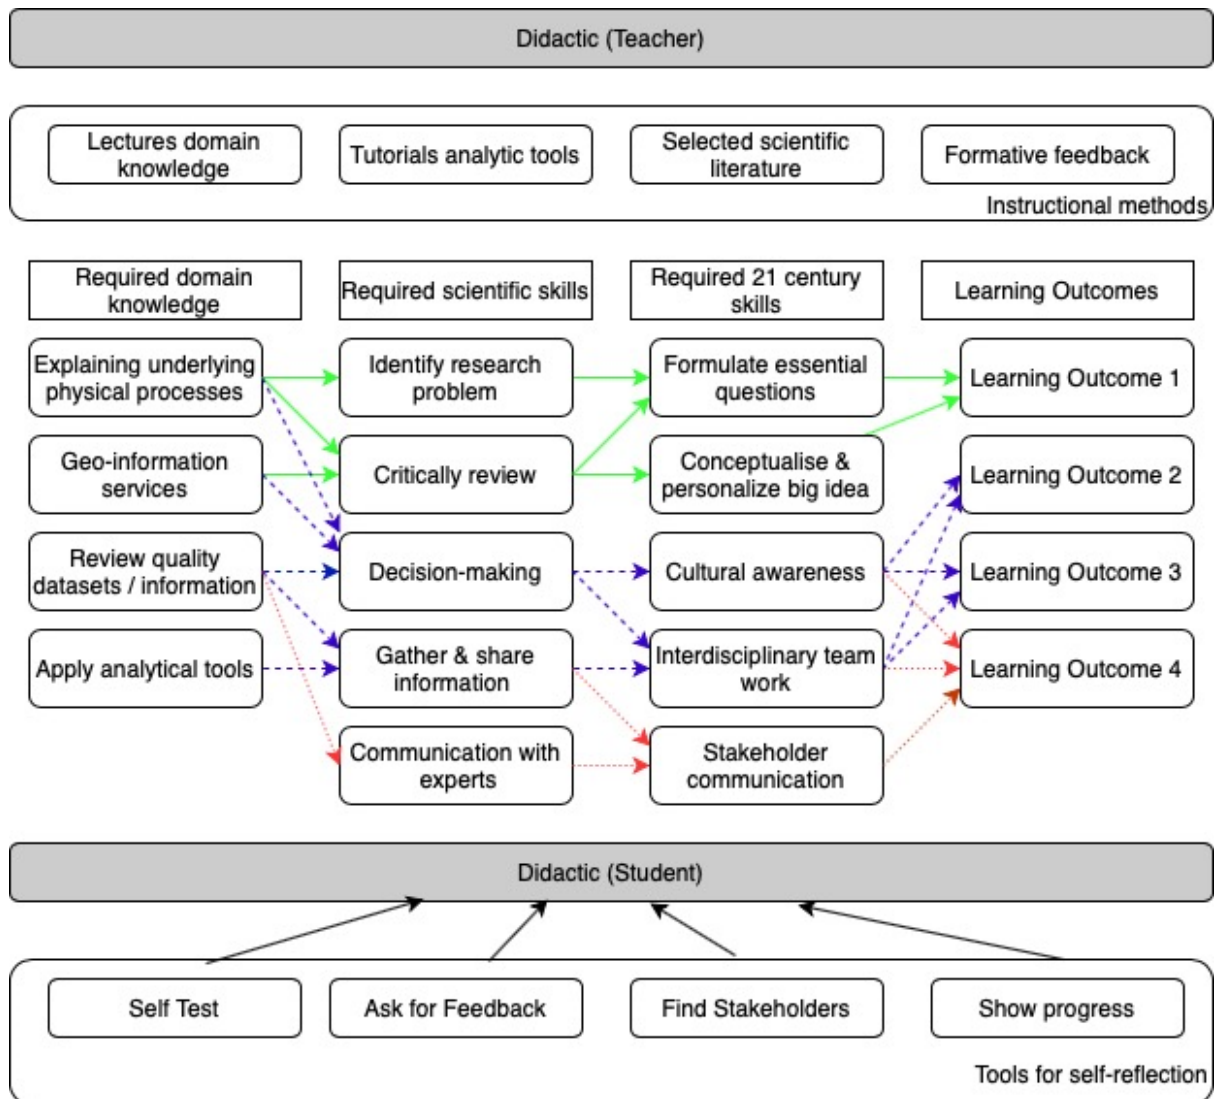 Didactic (Teacher)
Lectures domain
knowledge
Tutorials analytic tools
Selected scientific
literature
Formative feedback
Instructional methods
Required domain
knowledge
Required scientific skills
Required 21 century
skills
Learning Outcomes
Explaining underlying
physical processes
Identify research
problem
Formulate essential
questions
Learning Outcome 1
Geo-information
services
Critically review
Conceptualise &
personalize big idea
Learning Outcome 2
Review quality
datasets / information
Decision-making
Cultural awareness
Learning Outcome 3
Apply analytical tools
Gather & share
information
Interdisciplinary team
work
Learning Outcome 4
Communication with
experts
Stakeholder
communication
Didactic (Student)
Self Test
Ask for Feedback
Find Stakeholders
Show progress
Tools for self-reflection